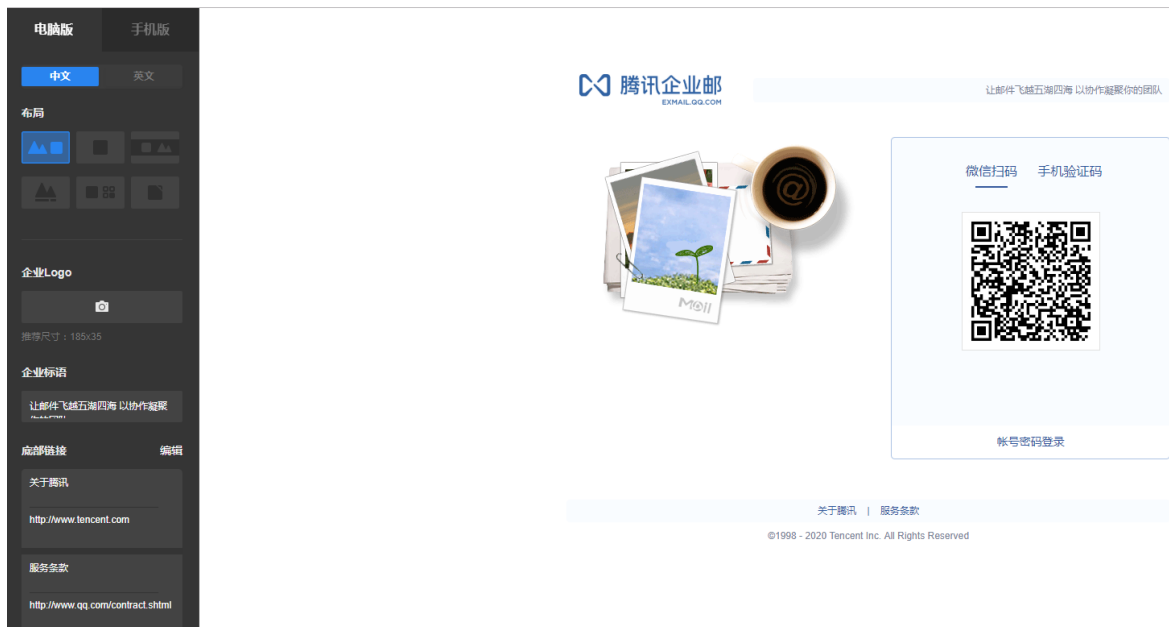 电脑版
手机版
中文
英文
布局
企业Logo
推荐尺寸：185x35
企业标语
让邮件飞越五湖四海 以协作凝聚
底部链接
编辑
关于腾讯
http://www.tencent.com
服务条款
http://www.qq.com/contract.shtml
腾讯企业邮
EXMAIL.QQ.COM
让邮件飞越五湖四海 以协作凝聚你的团队
@
Mail
微信扫码
手机验证码
帐号密码登录
关于腾讯 | 服务条款
©1998 - 2020 Tencent Inc. All Rights Reserved